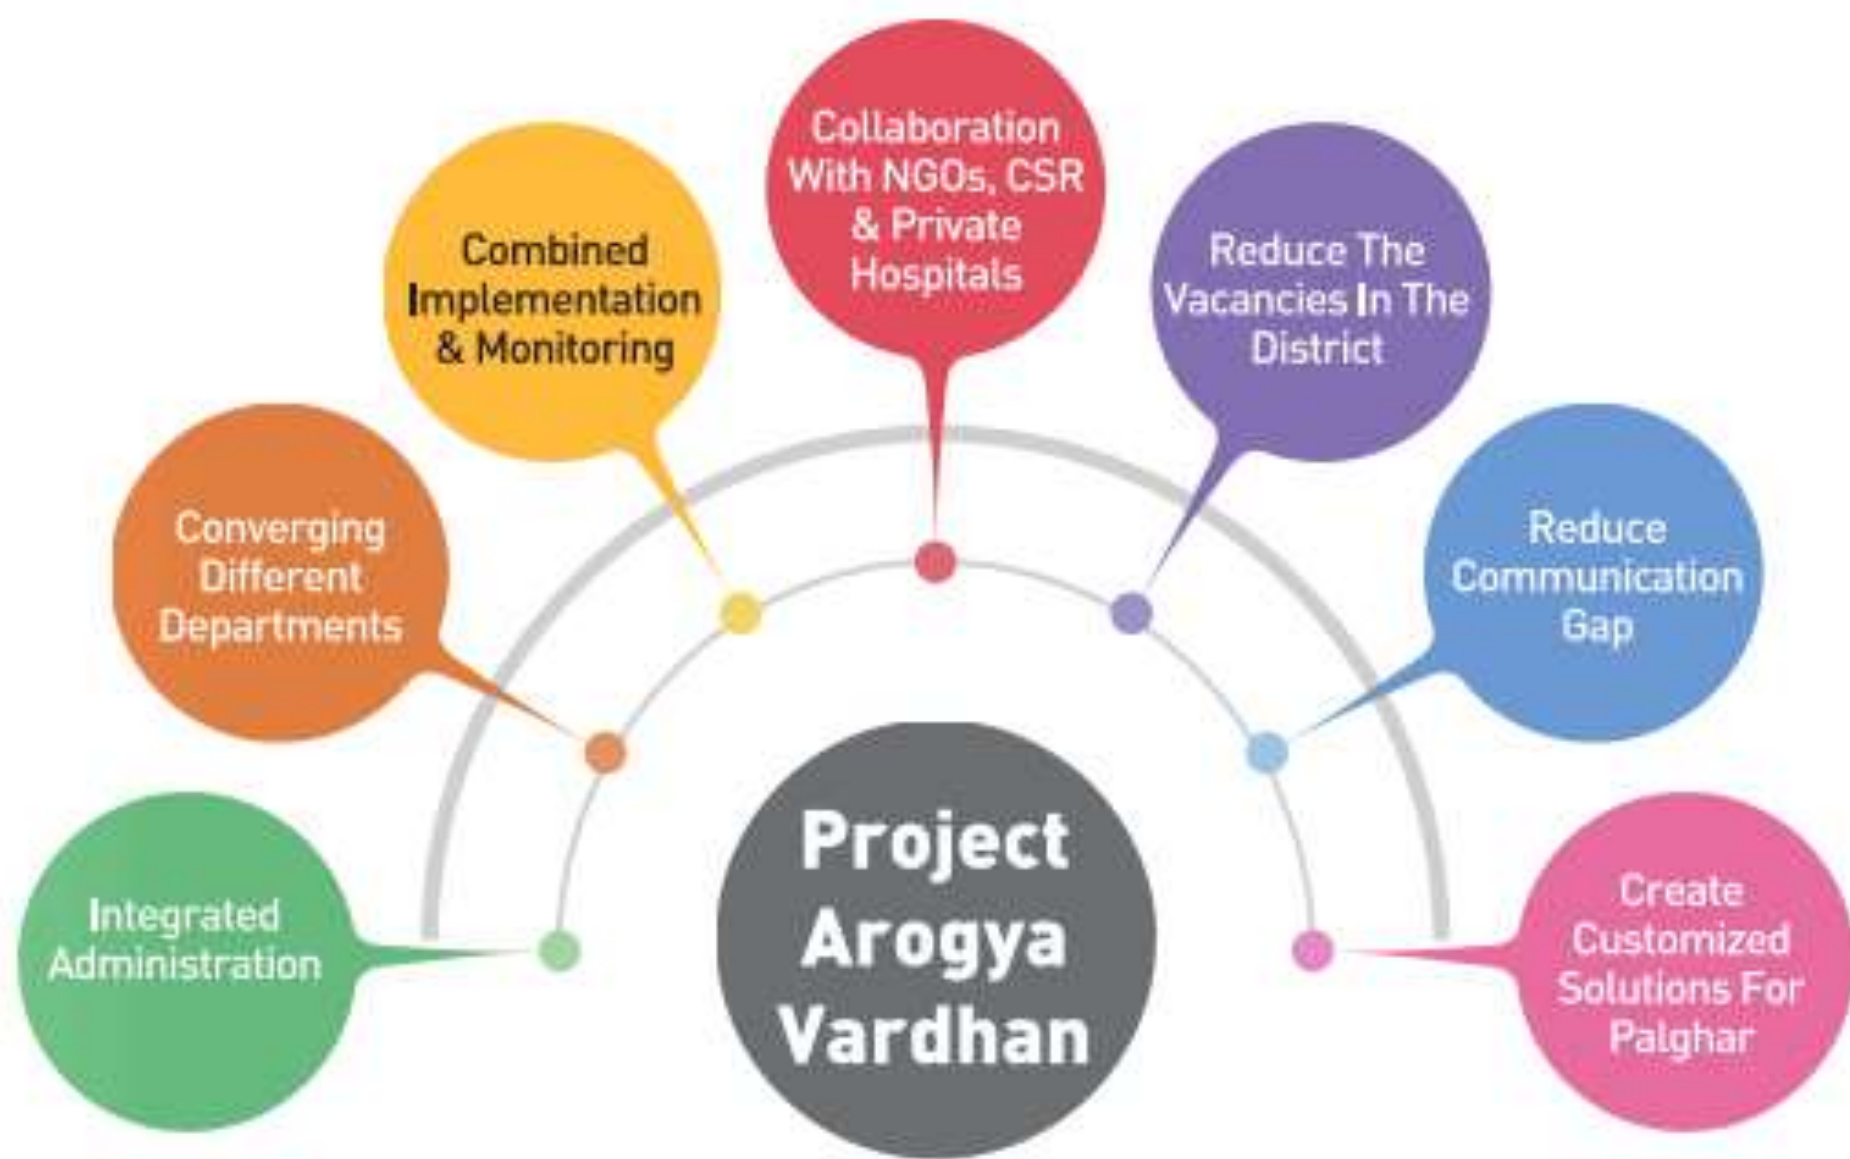 Collaboration
With NGOs, CSR
& Private
Hospitals
Combined
Implementation
& Monitoring
Reduce The
Vacancies In The
District
Converging
Different
Departments
Reduce
Communication
Gap
Integrated
Administration
Project
Arogya
Vardhan
Create
Customized
Solutions For
Palghar